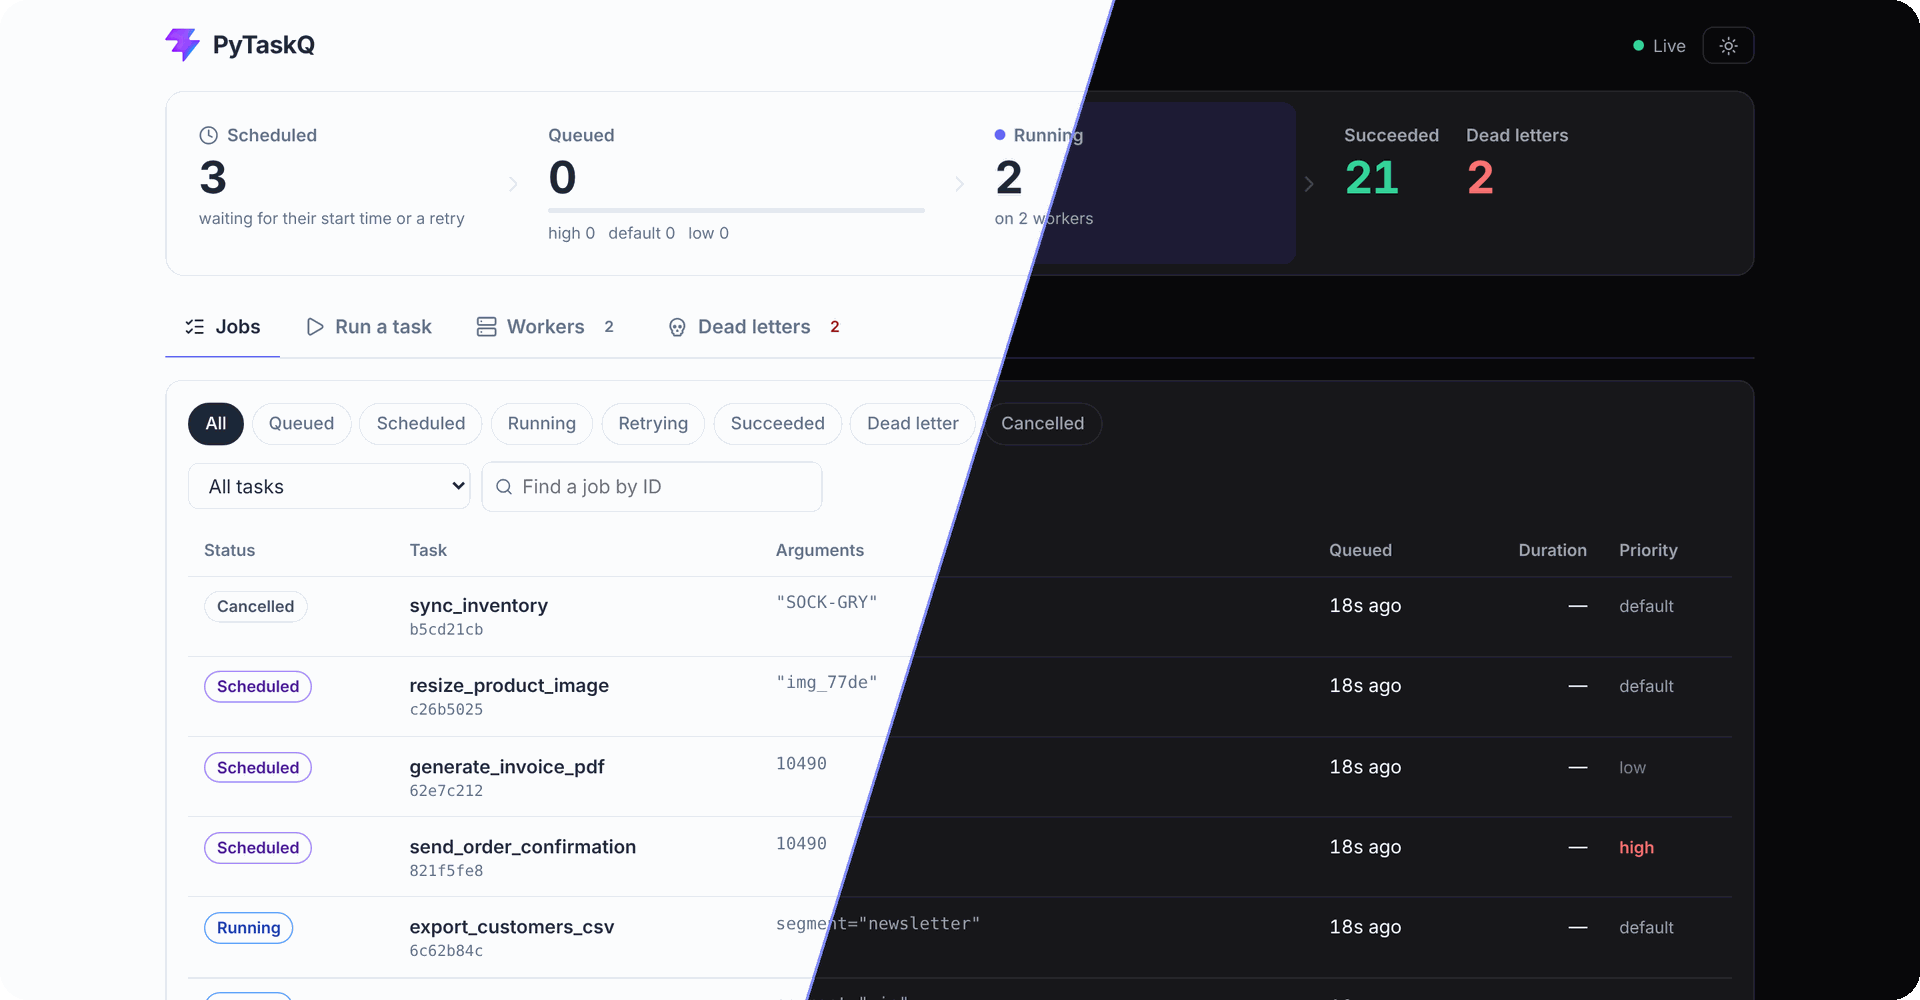 PyTaskQ
Live
Scheduled
3
waiting for their start time or a retry
Queued
0
high 0 default 0 low 0
Running
2
on 2 workers
Succeeded
21
Dead letters
2
Jobs Run a task Workers 2 Dead letters 2
All Queued Scheduled Running Retrying Succeeded Dead letter Cancelled
All tasks Find a job by ID
Status Task Arguments Queued Duration Priority
Cancelled sync_inventory "SOCK-GRY" 18s ago — default
b5cd21cb
Scheduled resize_product_image "img_77de" 18s ago — default
c26b5025
Scheduled generate_invoice_pdf 10490 18s ago — low
62e7c212
Scheduled send_order_confirmation 10490 18s ago — high
821f5fe8
Running export_customers_csv segment="newsletter" 18s ago — default
6c62b84c